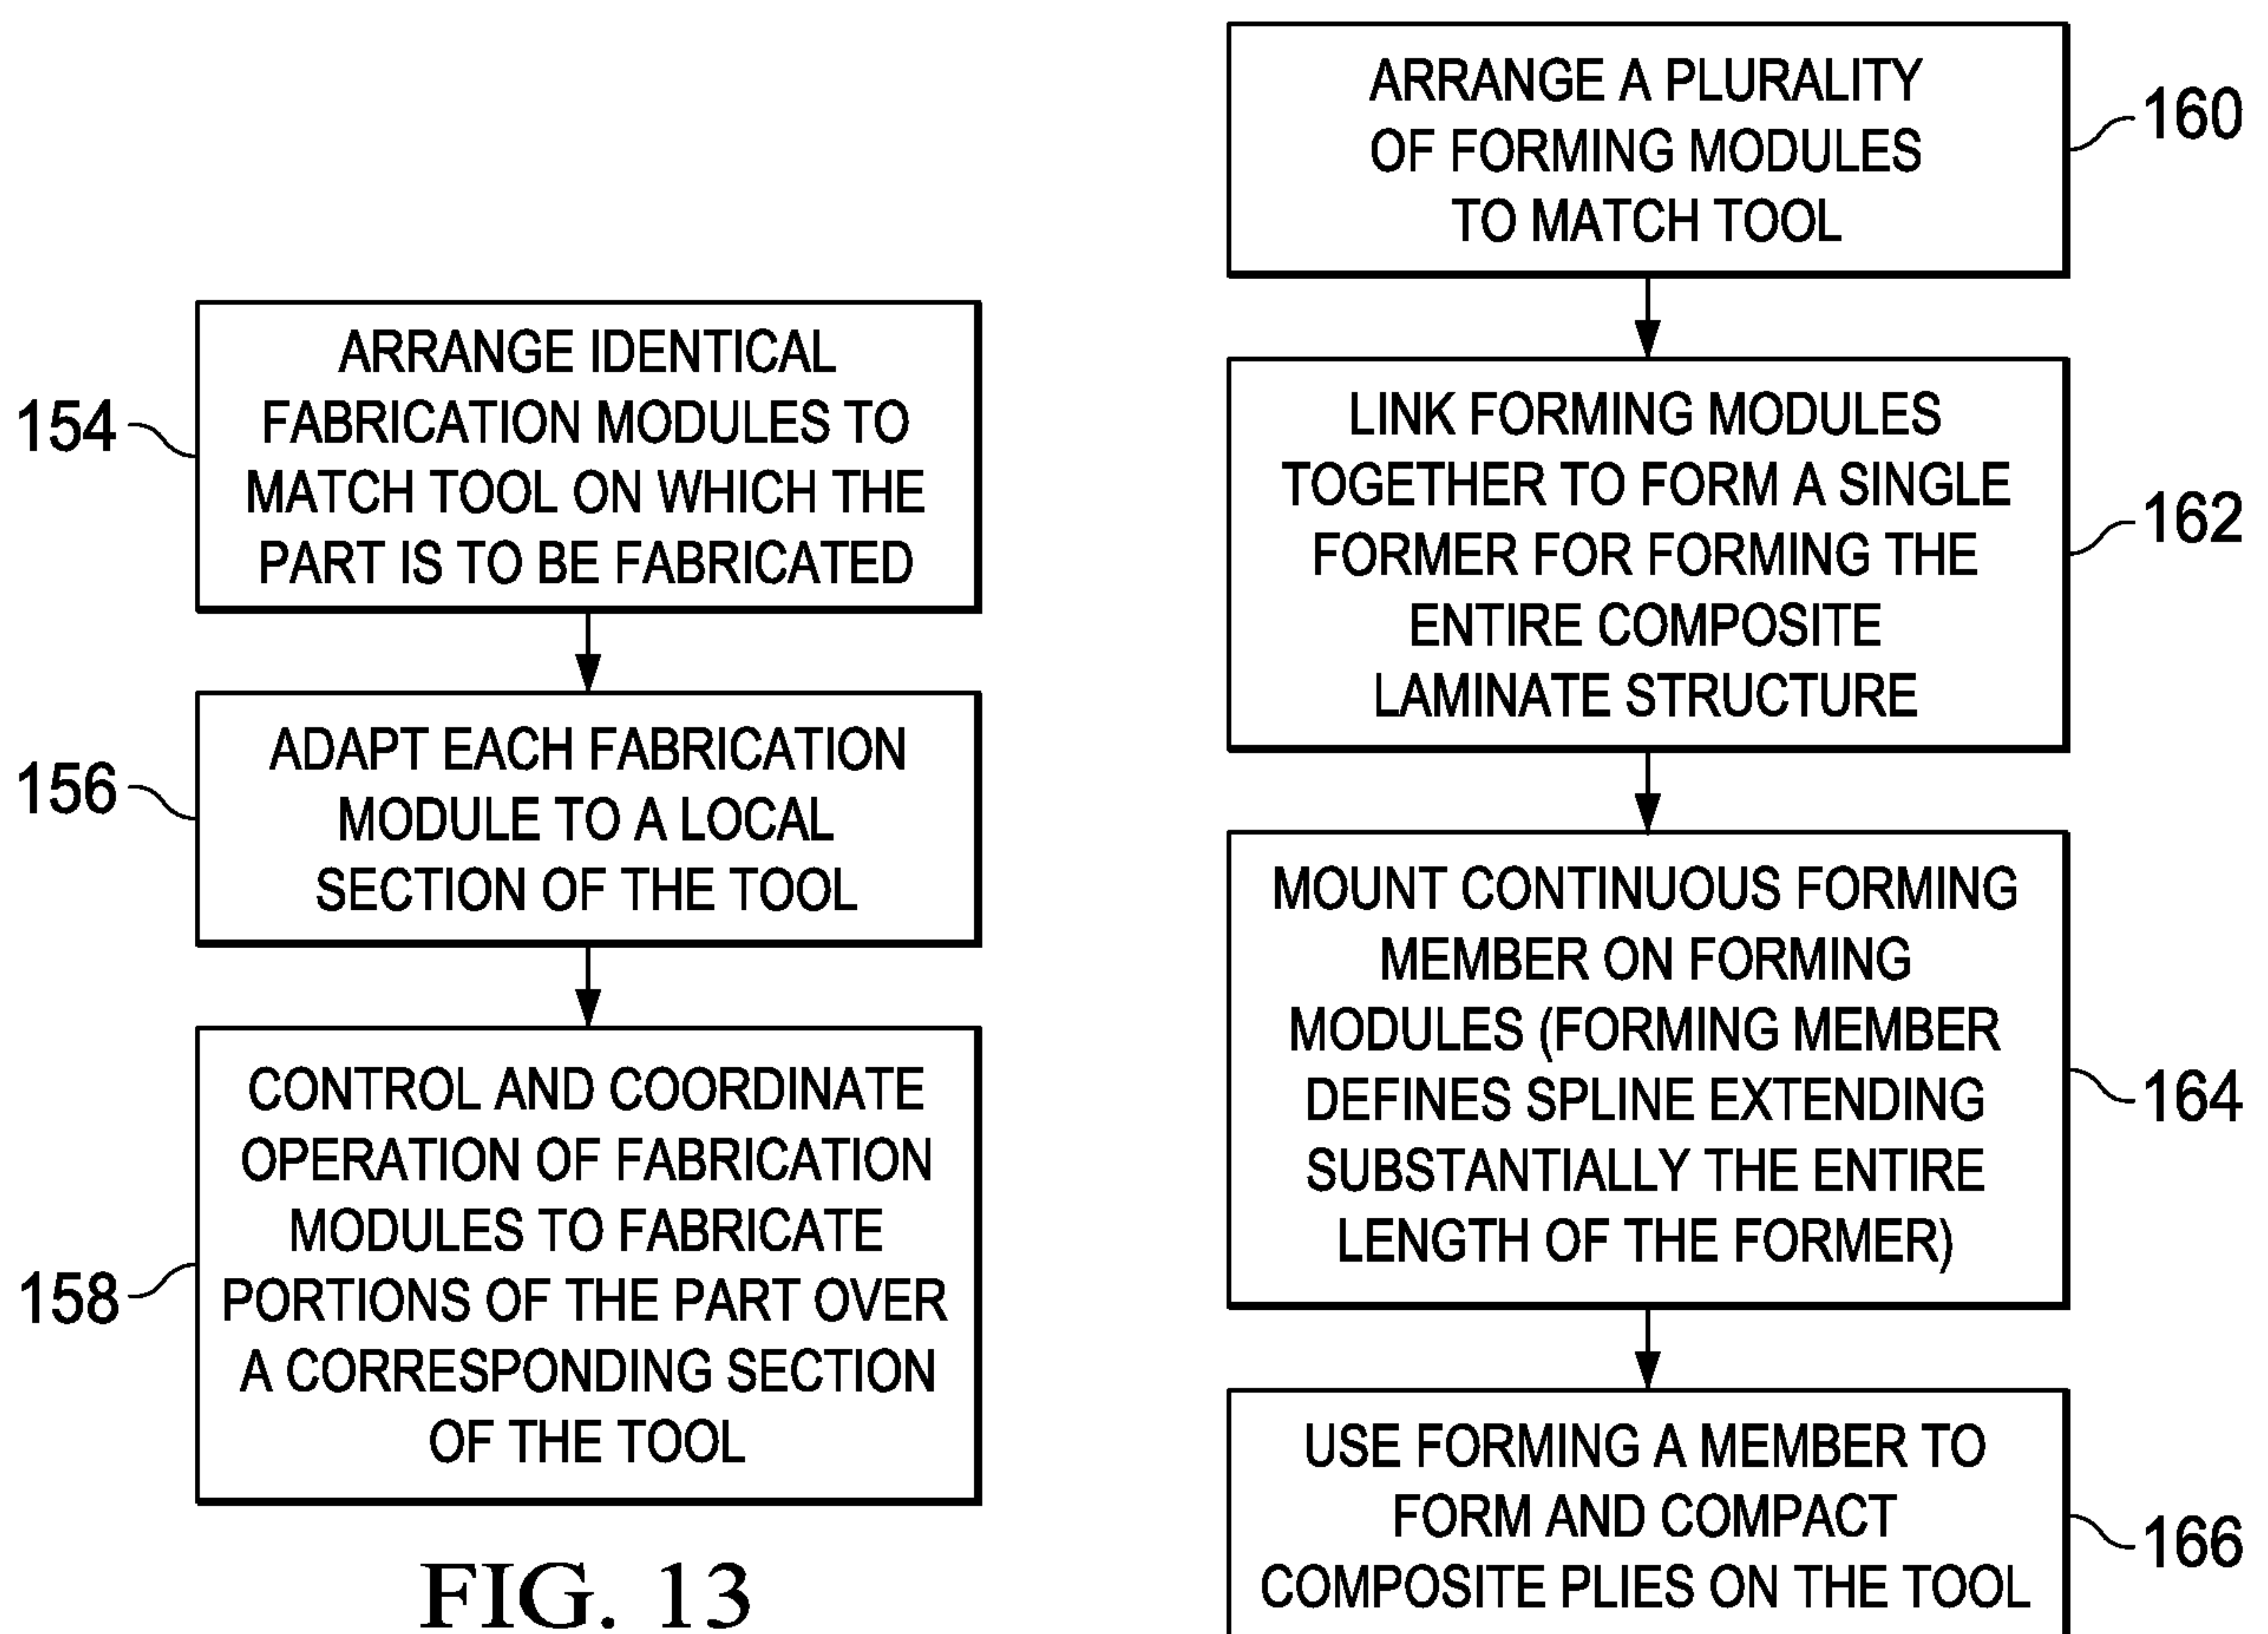 154
ARRANGE IDENTICAL
FABRICATION MODULES TO
MATCH TOOL ON WHICH THE
PART IS TO BE FABRICATED
156
ADAPT EACH FABRICATION
MODULE TO A LOCAL
SECTION OF THE TOOL
158
CONTROL AND COORDINATE
OPERATION OF FABRICATION
MODULES TO FABRICATE
PORTIONS OF THE PART OVER
A CORRESPONDING SECTION
OF THE TOOL
FIG. 13
ARRANGE A PLURALITY
OF FORMING MODULES
TO MATCH TOOL
160
LINK FORMING MODULES
TOGETHER TO FORM A SINGLE
FORMER FOR FORMING THE
ENTIRE COMPOSITE
LAMINATE STRUCTURE
162
MOUNT CONTINUOUS FORMING
MEMBER ON FORMING
MODULES (FORMING MEMBER
DEFINES SPLINE EXTENDING
SUBSTANTIALLY THE ENTIRE
LENGTH OF THE FORMER)
164
USE FORMING A MEMBER TO
FORM AND COMPACT
COMPOSITE PLIES ON THE TOOL
166